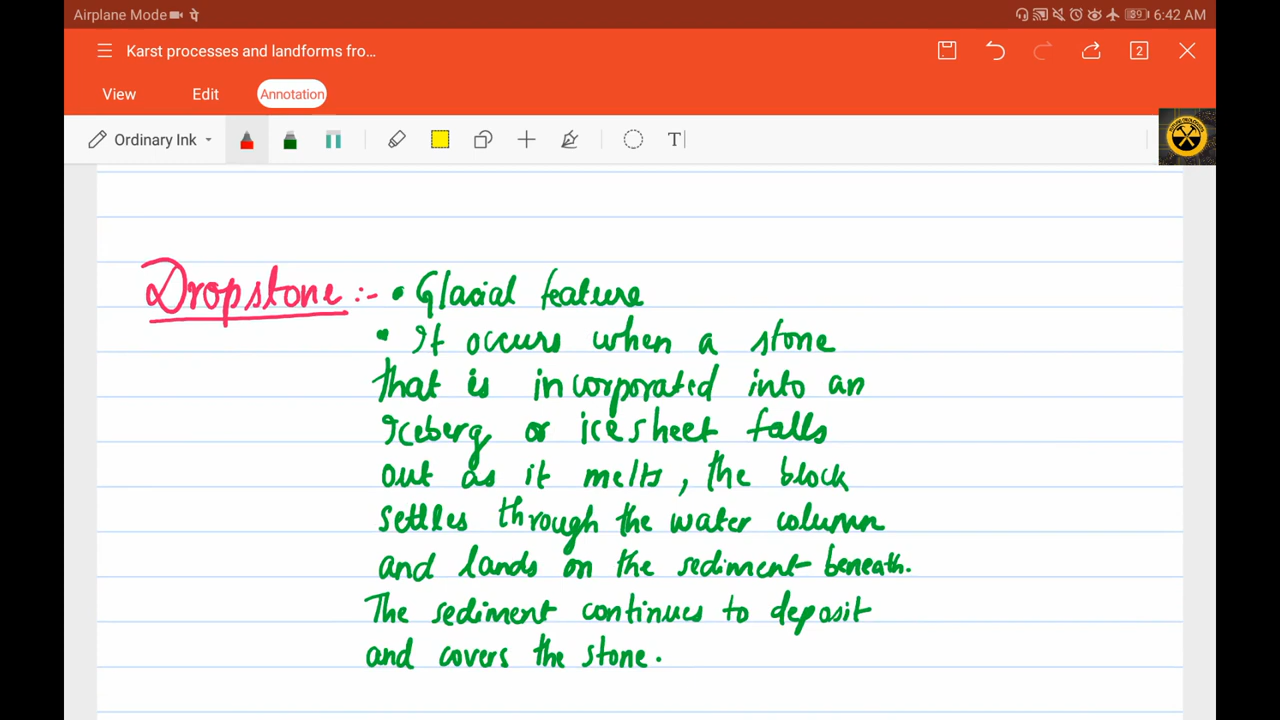 Airplane Mode
39 6:42 AM
Karst processes and landforms fro...
2
View Edit Annotation
Ordinary Ink
T
Dropstone :- • Glacial feature
• It occurs when a stone
that is incorporated into an
Iceberg or icesheet falls
out as it melts, the block
settles through the water column
and lands on the sediment beneath.
The sediment continues to deposit
and covers the stone.